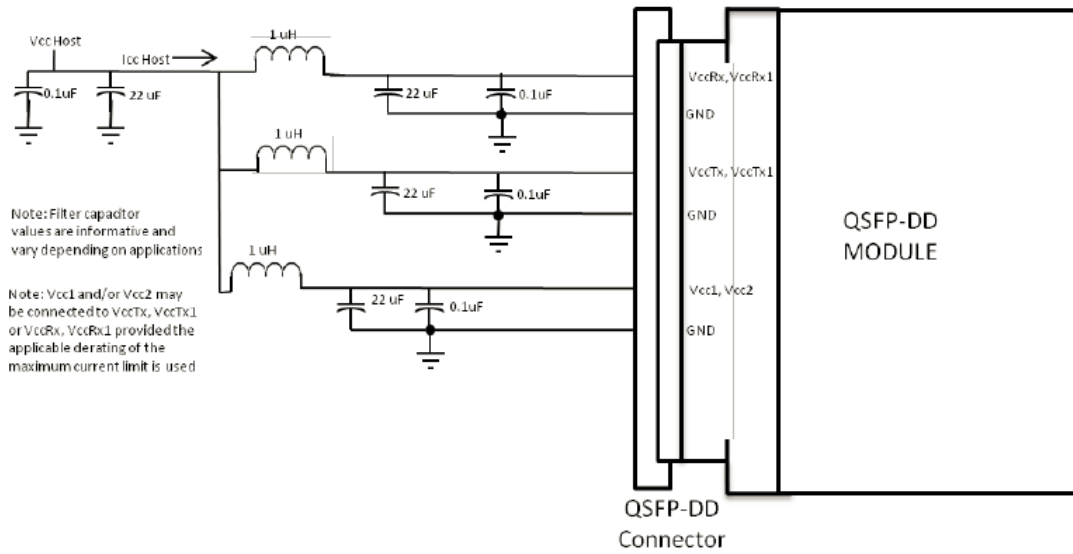 Vcc Host
Icc Host
0.1uF
22 uF
1 uH
22 uF
0.1uF
VccRx, VccRx1
GND
1 uH
22 uF
0.1uF
VccTx, VccTx1
GND
Note: Filter capacitor
values are informative and
vary depending on applications
1 uH
22 uF
0.1uF
Vcc1, Vcc2
GND
Note: Vcc1 and/or Vcc2 may
be connected to VccTx, VccTx1
or VccRx, VccRx1 provided the
applicable derating of the
maximum current limit is used
QSFP-DD
MODULE
QSFP-DD
Connector